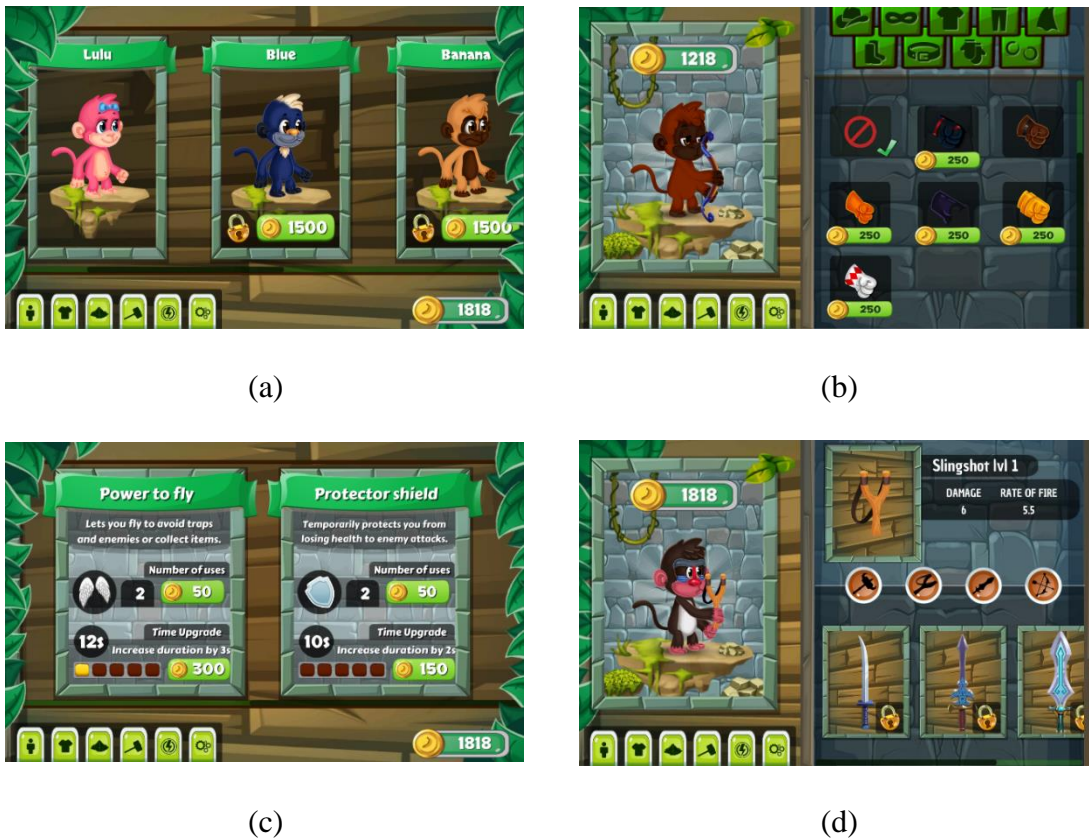 Lulu
Blue
Banana
1500
1500
1818
(a)
1218
250
250
250
250
250
(b)
Power to fly
Lets you fly to avoid traps
and enemies or collect items.
Number of uses
2
50
12s
Time Upgrade
Increase duration by 3s
300
Protector shield
Temporarily protects you from
losing health to enemy attacks.
Number of uses
2
50
10s
Time Upgrade
Increase duration by 2s
150
1818
(c)
1818
Slingshot lvl 1
DAMAGE RATE OF FIRE
6 5.5
(d)